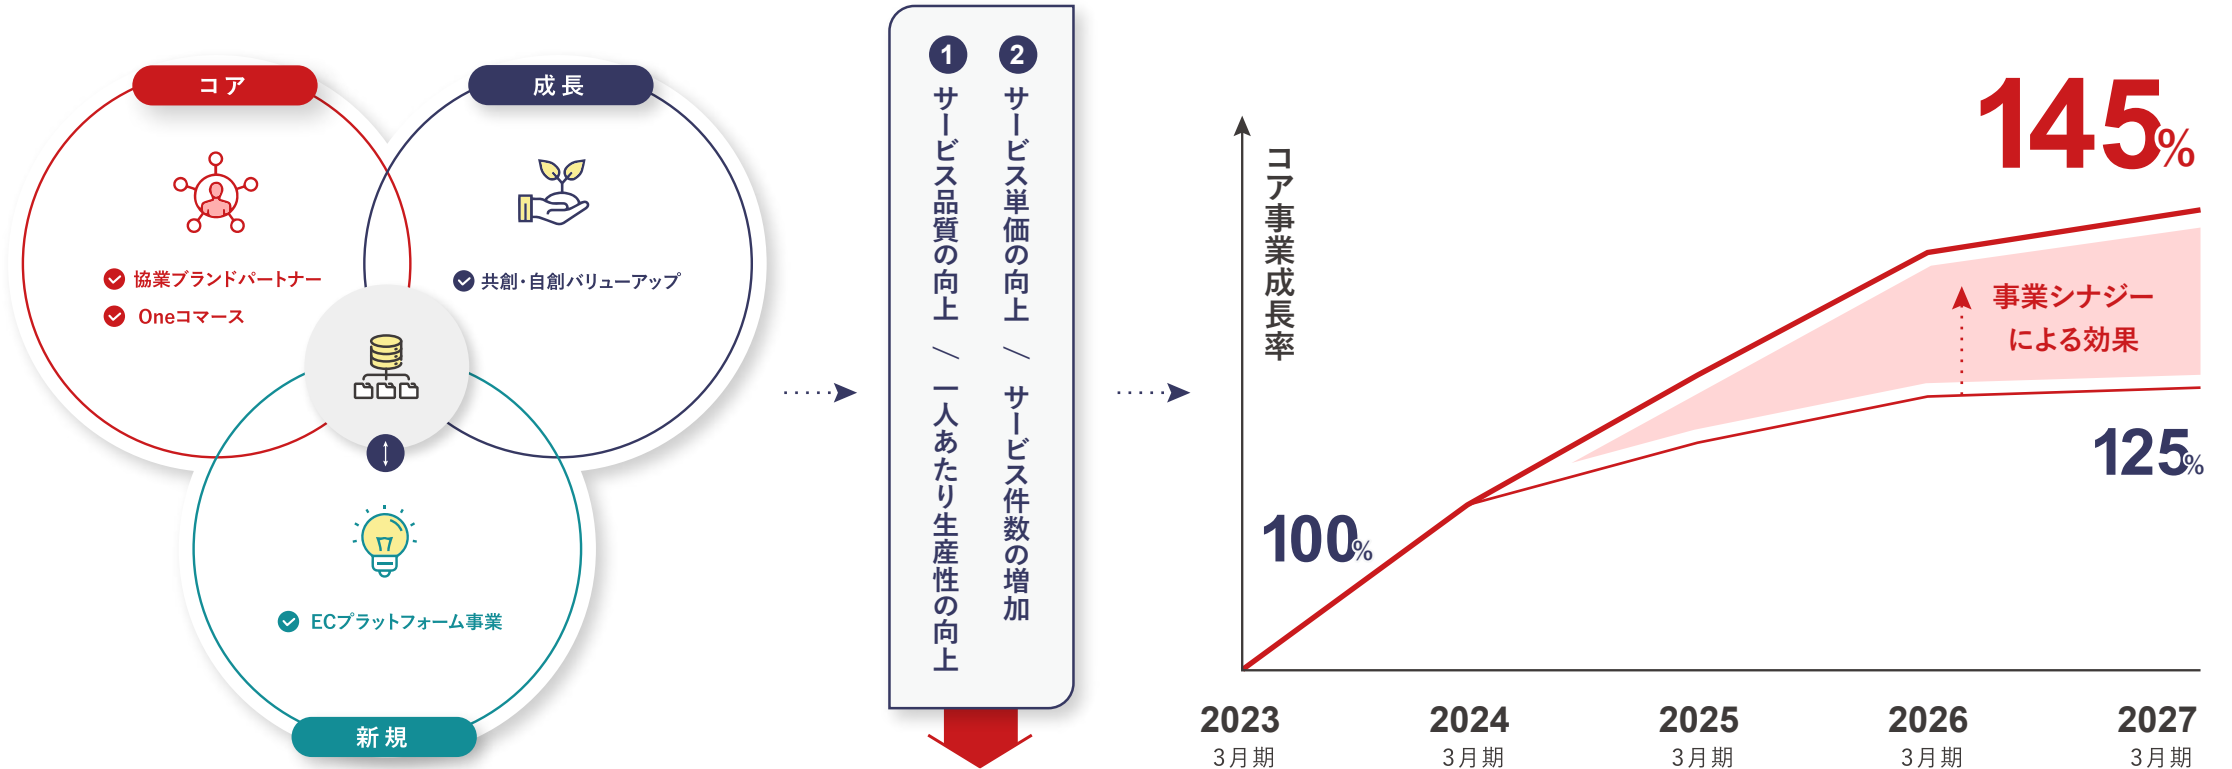 コア
協業ブランドパートナー
Oneコマース
成長
共創・自創バリューアップ
ECプラットフォーム事業
新規
1 サービス品質の向上 / 一人あたり生産性の向上
2 サービス単価の向上 / サービス件数の増加
コア事業成長率
145%
事業シナジー
による効果
125%
100%
2023
3月期
2024
3月期
2025
3月期
2026
3月期
2027
3月期